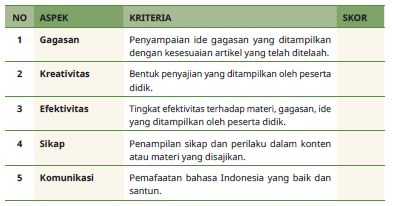 NO ASPEK KRITERIA SKOR
1 Gagasan Penyampaian ide gagasan yang ditampilkan
dengan kesesuaian artikel yang telah ditelaah.
2 Kreativitas Bentuk penyajian yang ditampilkan oleh peserta
didik.
3 Efektivitas Tingkat efektivitas terhadap materi, gagasan, ide
yang ditampilkan oleh peserta didik.
4 Sikap Penampilan sikap dan perilaku dalam konten
atau materi yang disajikan.
5 Komunikasi Pemafaatan bahasa Indonesia yang baik dan
santun.